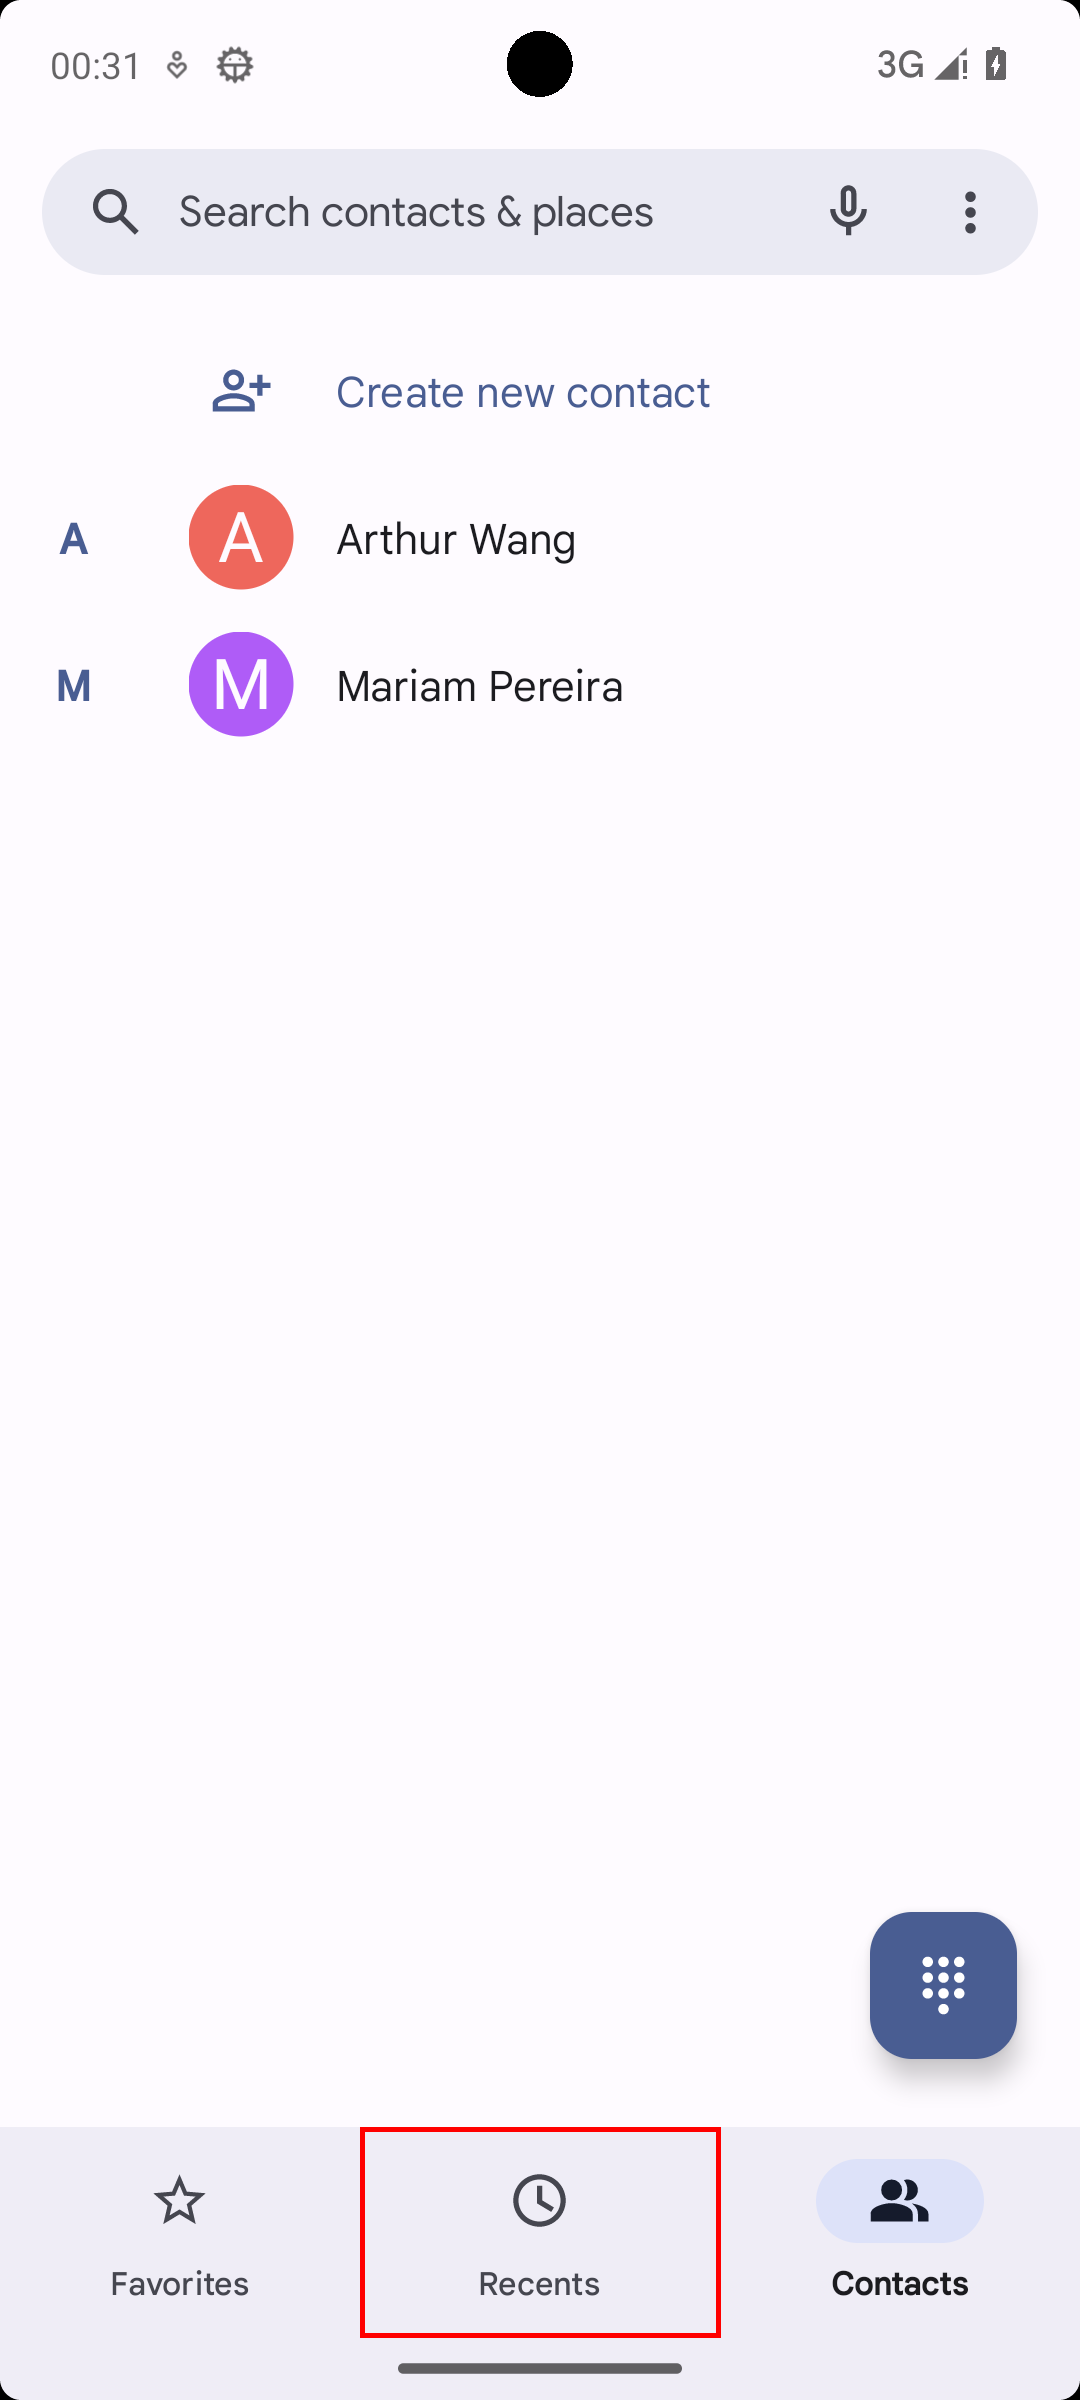 00:31
3G
Search contacts & places
Create new contact
A
A
Arthur Wang
M
M
Mariam Pereira
Favorites
Recents
Contacts